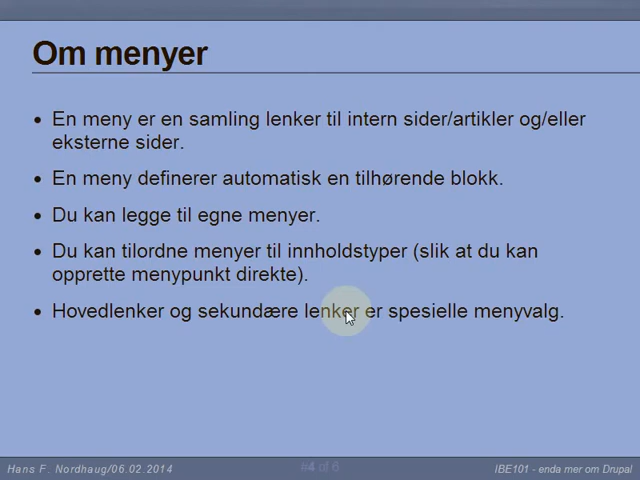 Om menyer
En meny er en samling lenker til intern sider/artikler og/eller
eksterne sider.
En meny definerer automatisk en tilhørende blokk.
Du kan legge til egne menyer.
Du kan tilordne menyer til innholdstyper (slik at du kan
opprette menypunkt direkte).
Hovedlenker og sekundære lenker er spesielle menyvalg.
Hans F. Nordhaug/06.02.2014
#4 of 6
IBE101 - enda mer om Drupal